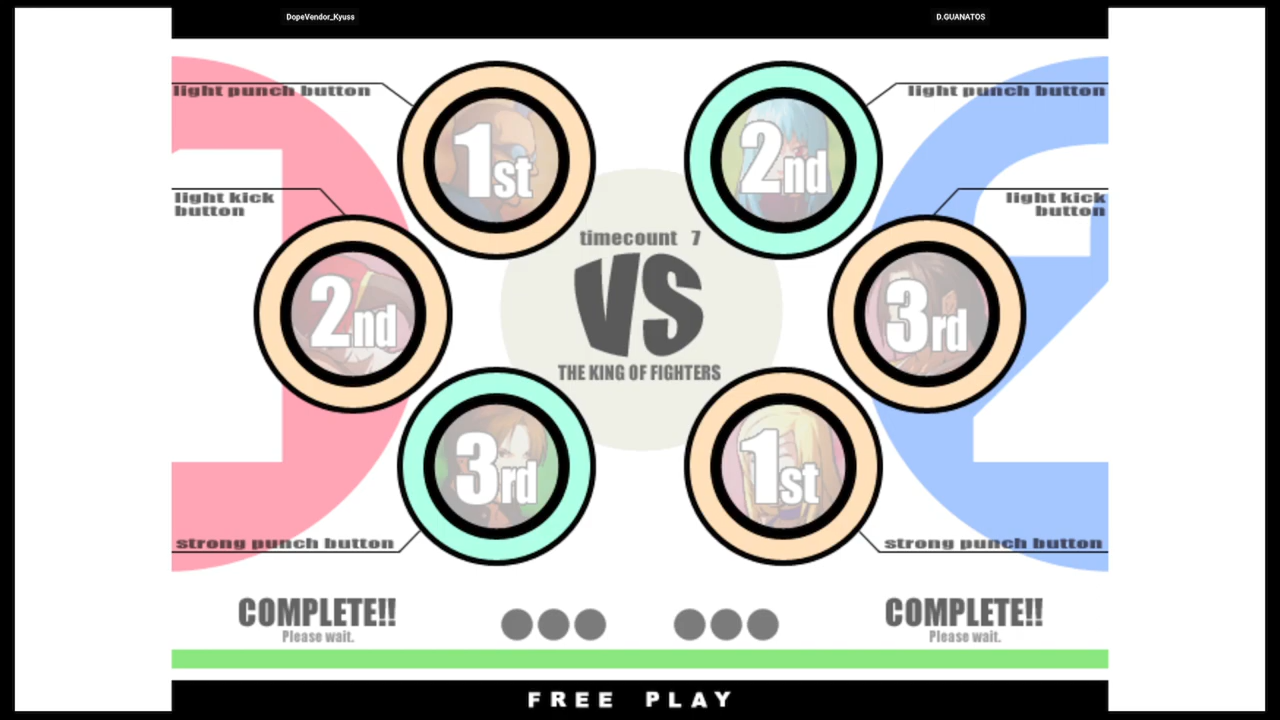 DopeVendor_Kyuss
D.GUANATOS
light punch button
light punch button
1st
2nd
light kick
button
light kick
button
timecount 7
VS
THE KING OF FIGHTERS
2nd
3rd
3rd
1st
strong punch button
strong punch button
COMPLETE!!
Please wait.
COMPLETE!!
Please wait.
FREE PLAY
1
2